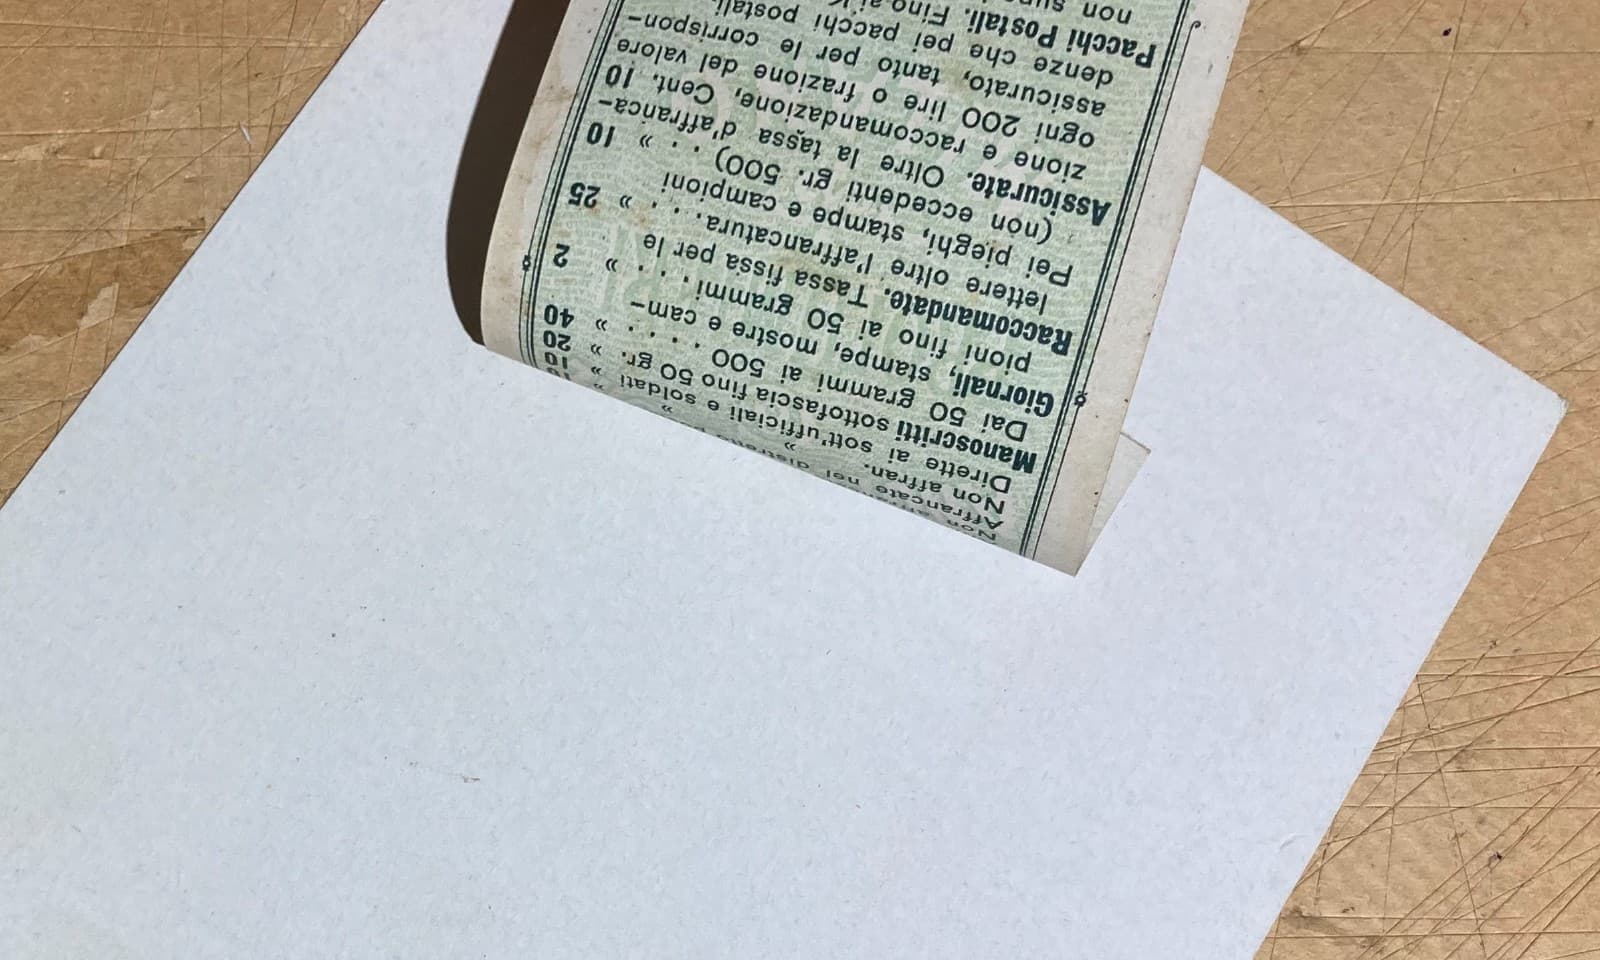 Affrancate nel
Non affran. »
Dirette ai sott'ufficiali e soldati » 10
Manoscritti sottofascia fino 50 gr. » 20
Dai 50 grammi ai 500 . . . . » 40
Giornali, stampe, mostre e cam-
pioni fino ai 50 grammi . . . » 2
Raccomandate. Tassa fissa per le
lettere oltre l'affrancatura . . . » 25
Pei pieghi, stampe e campioni
(non eccedenti gr. 500) . . » 10
Assicurate. Oltre la tassa d'affranca-
zione e raccomandazione, Cent. 10
ogni 200 lire o frazione del valore
assicurato, tanto per le corrispon-
denze che pei pacchi postali.
Pacchi Postali. Fino ai
non